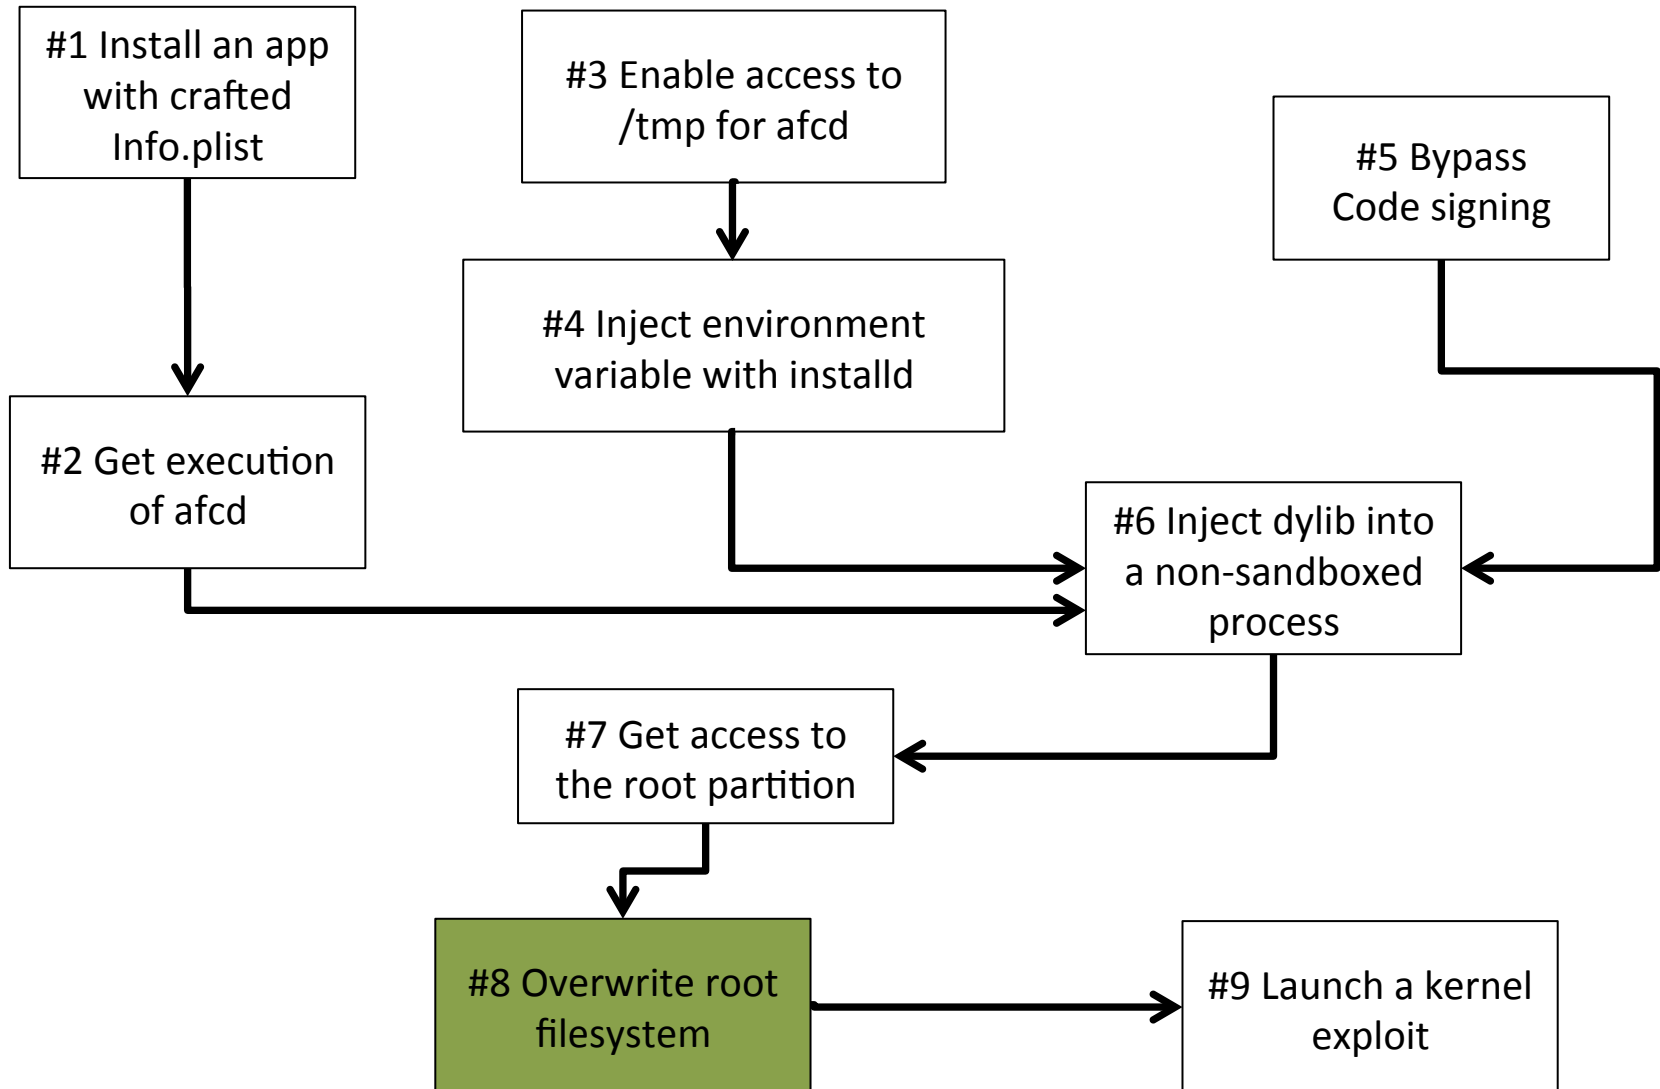 #1 Install an app
with crafted
Info.plist
#3 Enable access to
/tmp for afcd
#5 Bypass
Code signing
#4 Inject environment
variable with installd
#2 Get execution
of afcd
#6 Inject dylib into
a non-sandboxed
process
#7 Get access to
the root partition
#8 Overwrite root
filesystem
#9 Launch a kernel
exploit